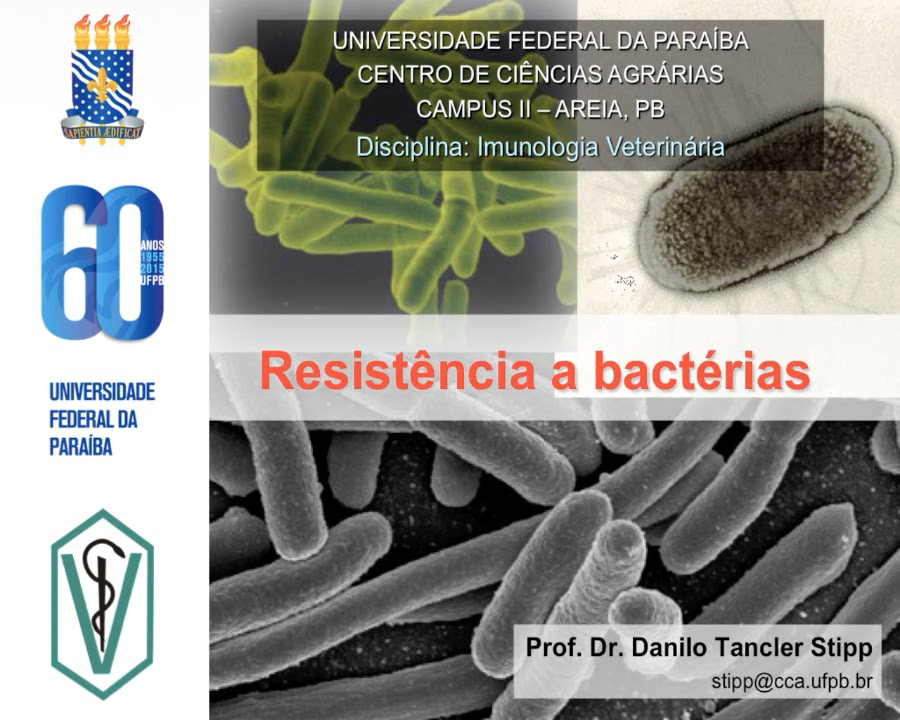 UNIVERSIDADE FEDERAL DA PARAÍBA
CENTRO DE CIÊNCIAS AGRÁRIAS
CAMPUS II – AREIA, PB
Disciplina: Imunologia Veterinária
SAPIENTIA ÆDIFICAT
60
ANOS
1955
2015
UFPB
UNIVERSIDADE
FEDERAL DA
PARAÍBA
V
Resistência a bactérias
Prof. Dr. Danilo Tancler Stipp
stipp@cca.ufpb.br